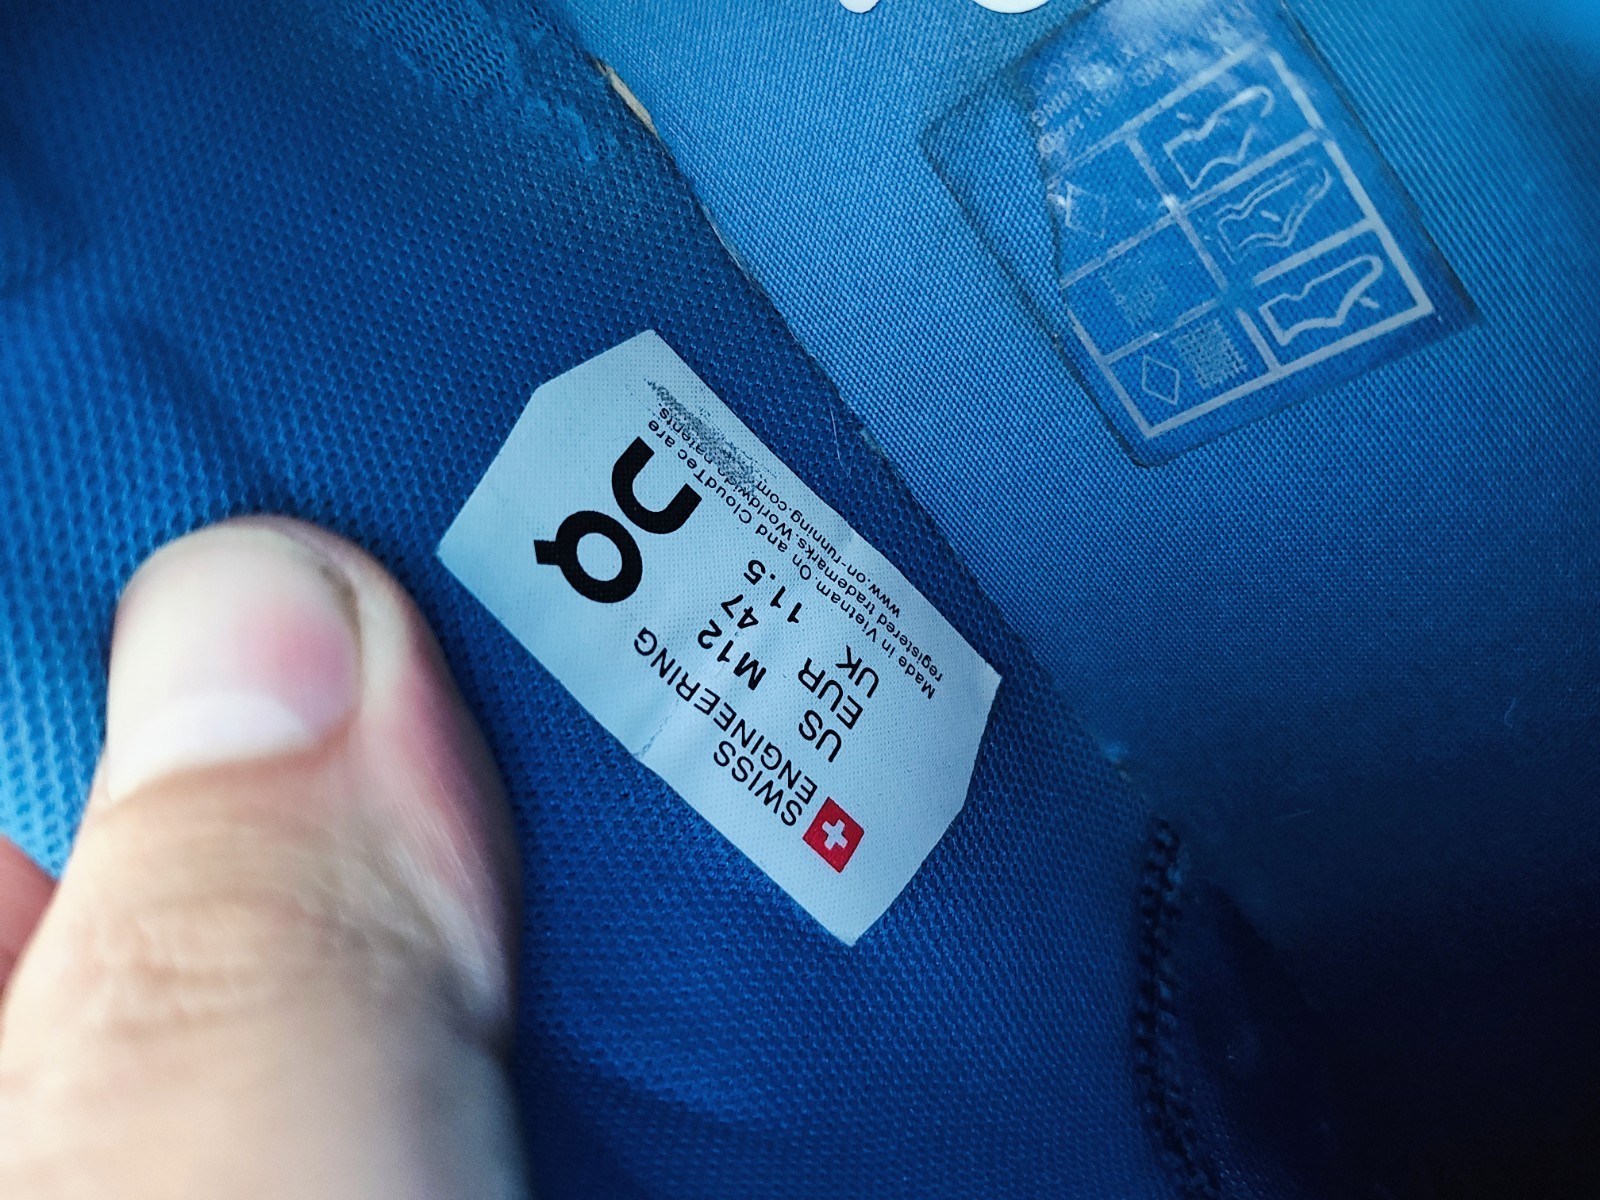 On
SWISS
ENGINEERING
US M12
EUR 47
UK 11.5
Made in Vietnam. On and CloudTec are
registered trademarks. Worldwide patents
www.on-running.com